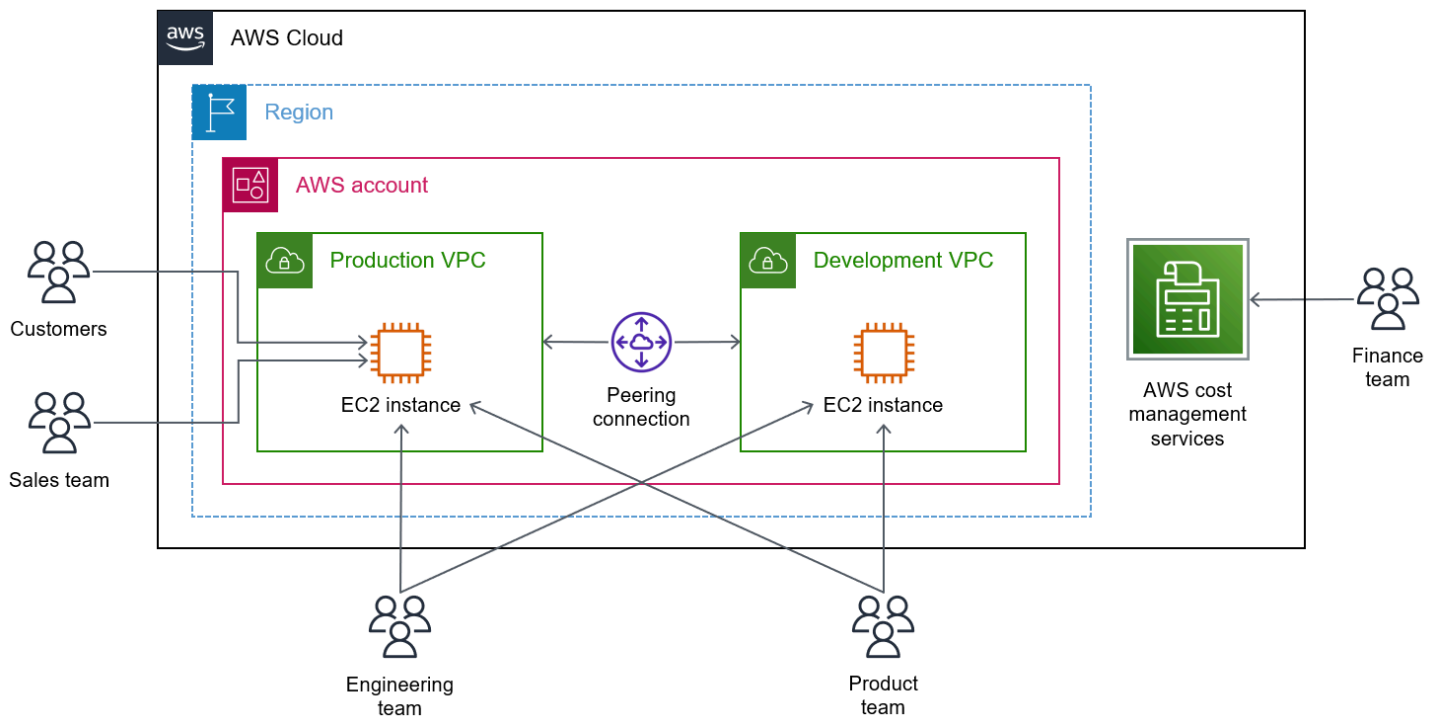 aws
AWS Cloud
Region
AWS account
Production VPC
Development VPC
Customers
Sales team
EC2 instance
Peering
connection
EC2 instance
AWS cost
management
services
Finance
team
Engineering
team
Product
team